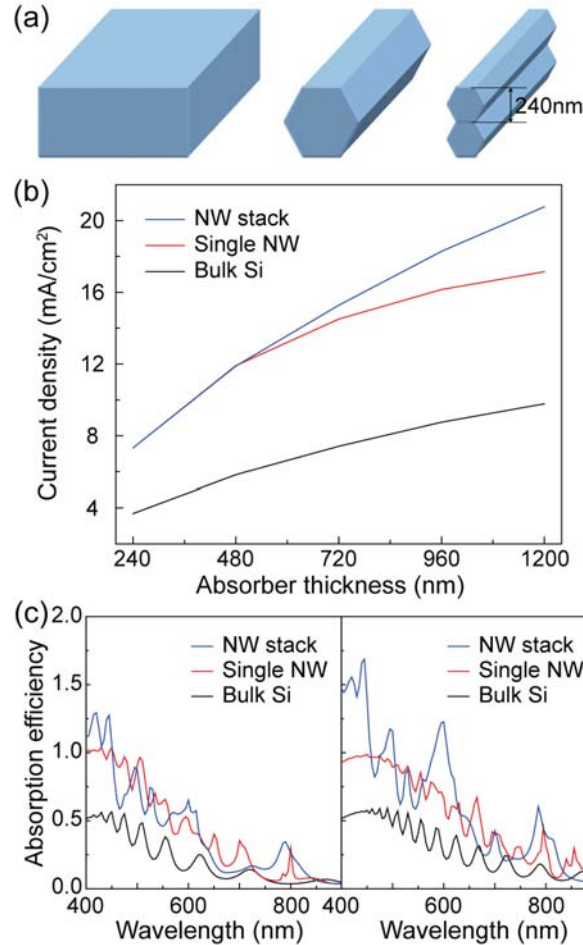 (a)
240nm
(b)
20
16
12
8
4
NW stack
Single NW
Bulk Si
Current density (mA/cm²)
240 480 720 960 1200
Absorber thickness (nm)
(c)
2.0
1.5
1.0
0.5
0.0
NW stack
Single NW
Bulk Si
NW stack
Single NW
Bulk Si
Absorption efficiency
400 600 800 400 600 800
Wavelength (nm) Wavelength (nm)